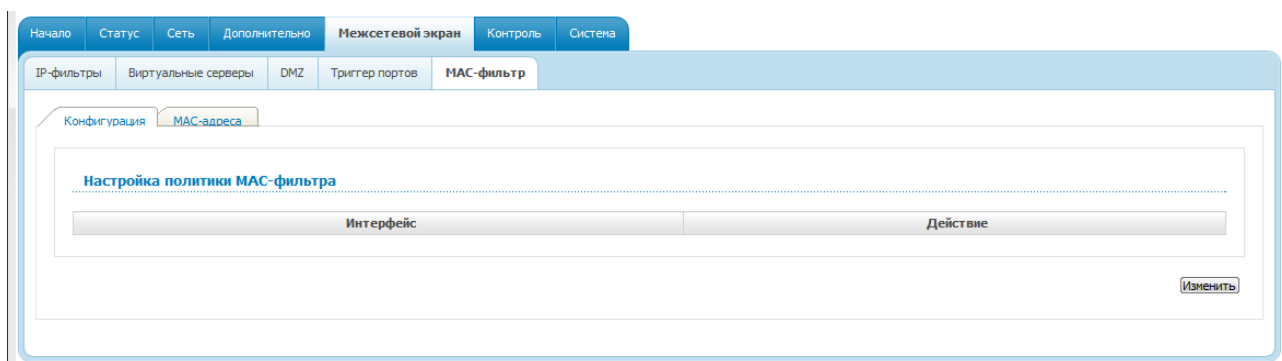 Начало Статус Сеть Дополнительно Межсетевой экран Контроль Система
IP-фильтры Виртуальные серверы DMZ Триггер портов MAC-фильтр
Конфигурация MAC-адреса
Настройка политики MAC-фильтра
Интерфейс Действие
Изменить